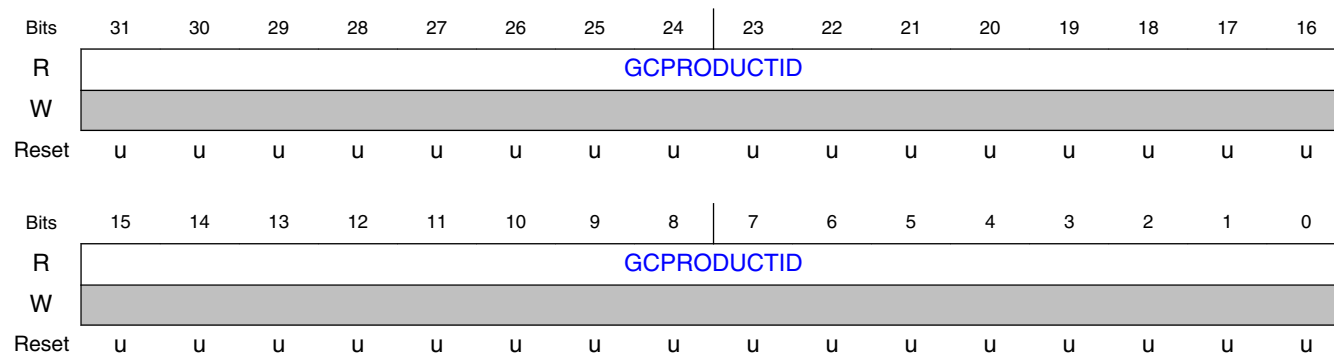 Bits 31 30 29 28 27 26 25 24 23 22 21 20 19 18 17 16
R GCPRODUCTID
W
Reset u u u u u u u u u u u u u u u u
Bits 15 14 13 12 11 10 9 8 7 6 5 4 3 2 1 0
R GCPRODUCTID
W
Reset u u u u u u u u u u u u u u u u